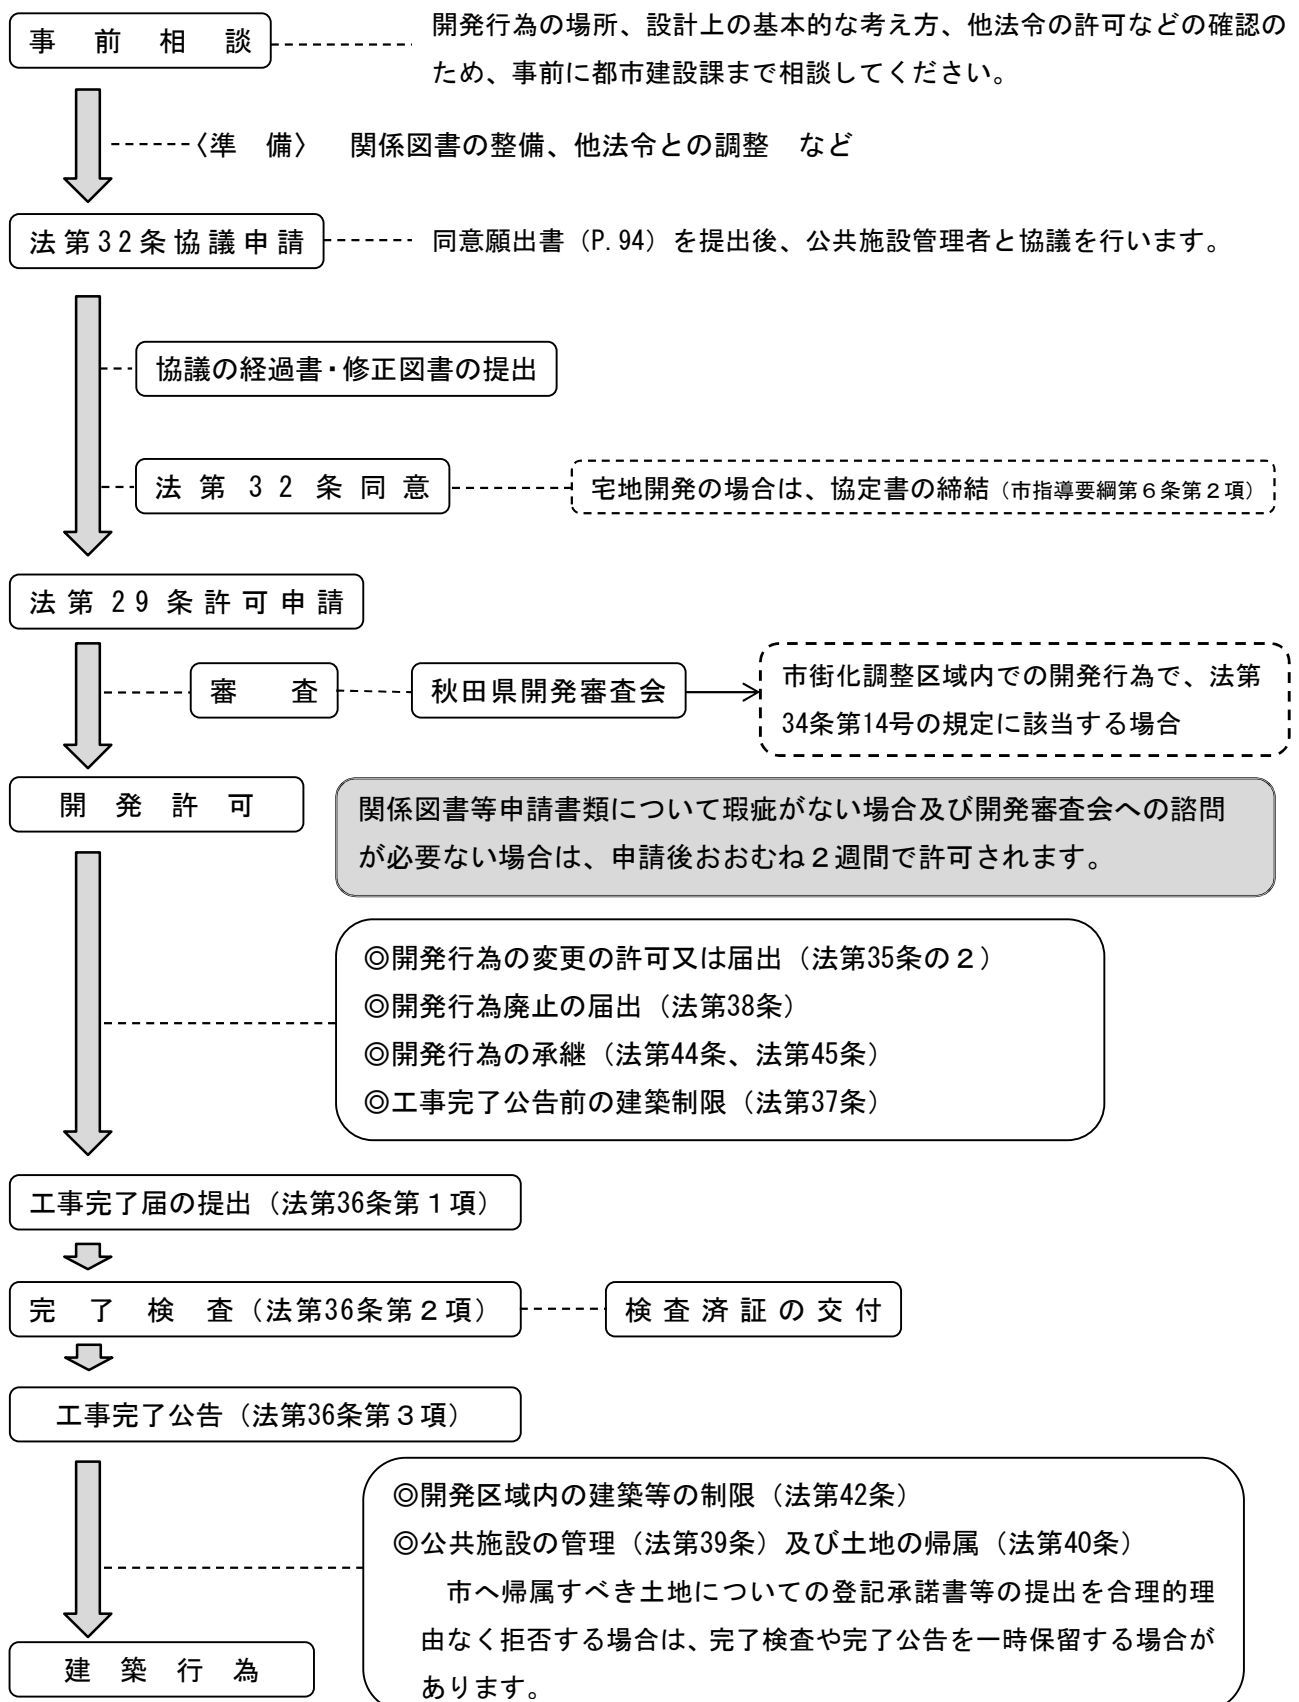 事前相談
開発行為の場所、設計上の基本的な考え方、他法令の許可などの確認の
ため、事前に都市建設課まで相談してください。
〈準　備〉　関係図書の整備、他法令との調整　など
法第32条協議申請
同意願出書（P.94）を提出後、公共施設管理者と協議を行います。
協議の経過書・修正図書の提出
法第32条同意
宅地開発の場合は、協定書の締結（市指導要綱第６条第２項）
法第29条許可申請
審　査
秋田県開発審査会
市街化調整区域内での開発行為で、法第
34条第14号の規定に該当する場合
開発許可
関係図書等申請書類について瑕疵がない場合及び開発審査会への諮問
が必要ない場合は、申請後おおむね２週間で許可されます。
◎開発行為の変更の許可又は届出（法第35条の２）
◎開発行為廃止の届出（法第38条）
◎開発行為の承継（法第44条、法第45条）
◎工事完了公告前の建築制限（法第37条）
工事完了届の提出（法第36条第１項）
完了検査（法第36条第２項）
検査済証の交付
工事完了公告（法第36条第３項）
◎開発区域内の建築等の制限（法第42条）
◎公共施設の管理（法第39条）及び土地の帰属（法第40条）
市へ帰属すべき土地についての登記承諾書等の提出を合理的理
由なく拒否する場合は、完了検査や完了公告を一時保留する場合が
あります。
建築行為